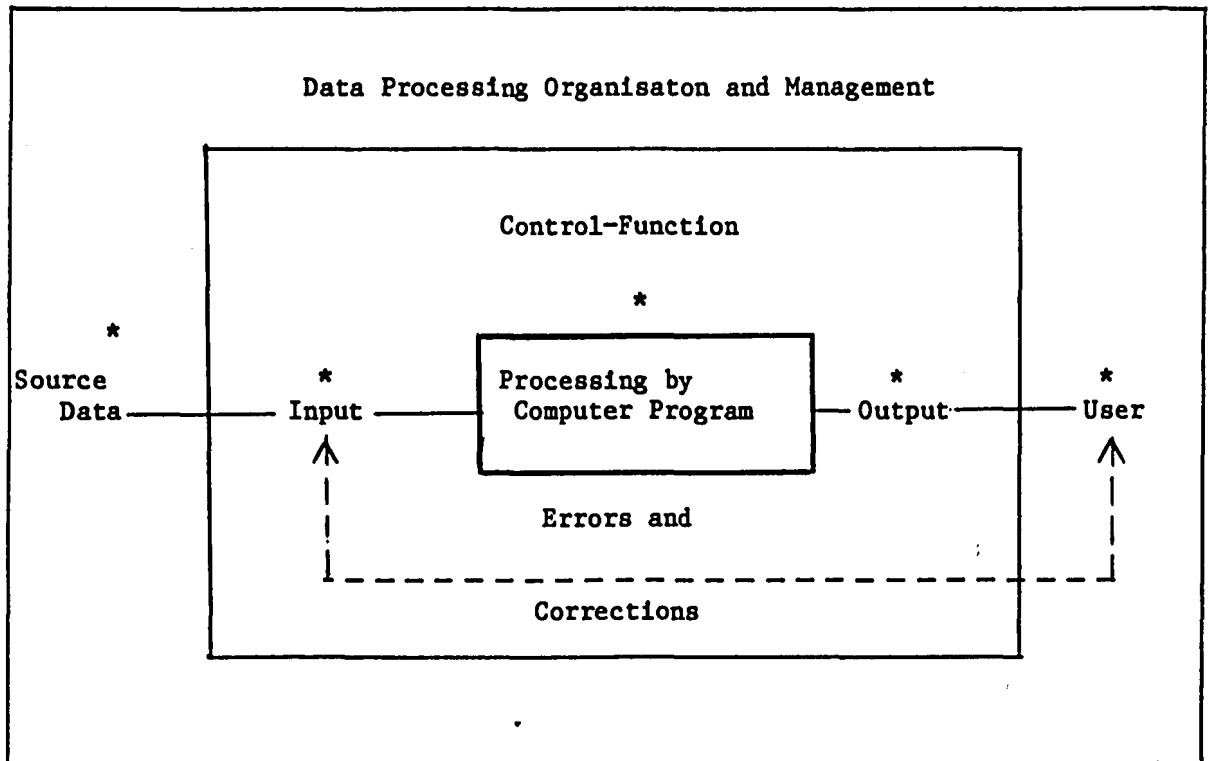 Data Processing Organisaton and Management
Control-Function
*
*
Source * Processing by * *
Data Input Computer Program Output User
Errors and
Corrections